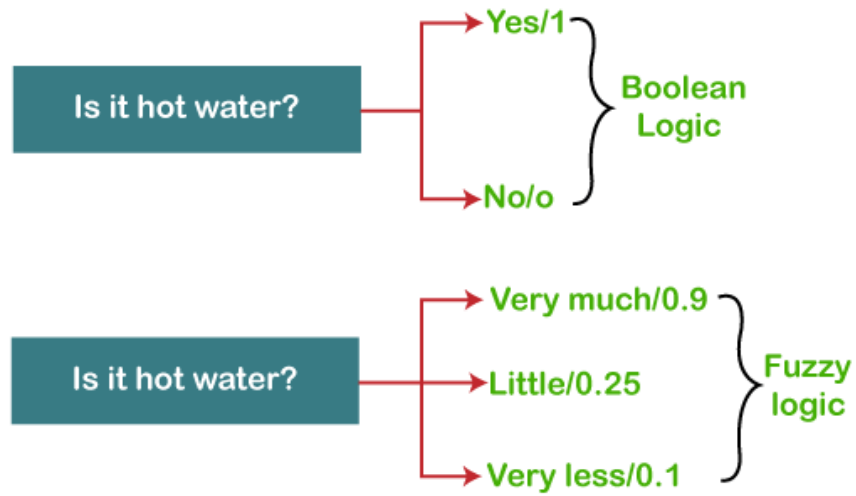 Yes/1
Is it hot water?
Boolean
Logic
No/o
Very much/0.9
Is it hot water?
Little/0.25
Fuzzy
logic
Very less/0.1